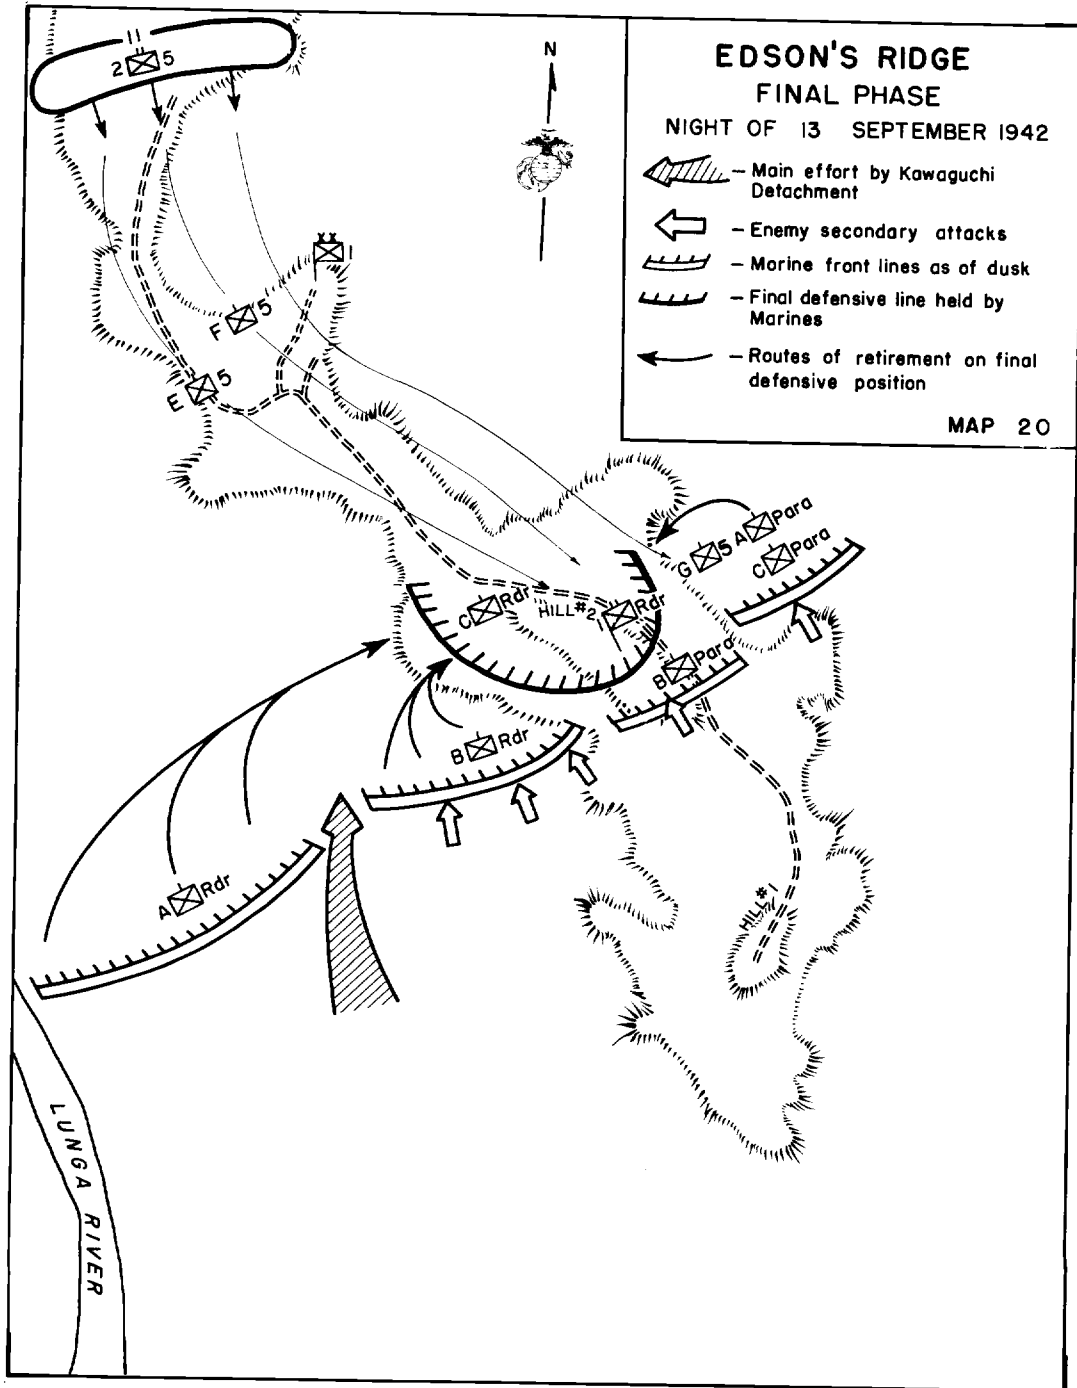 EDSON'S RIDGE
FINAL PHASE
NIGHT OF 13 SEPTEMBER 1942
– Main effort by Kawaguchi
Detachment
– Enemy secondary attacks
– Marine front lines as of dusk
– Final defensive line held by
Marines
– Routes of retirement on final
defensive position
MAP 20
N
II
2 5
XX
1
F 5
E 5
A Para
G 5
C Para
C Rdr
HILL #2
Rdr
B Para
B Rdr
A Rdr
HILL #1
LUNGA RIVER